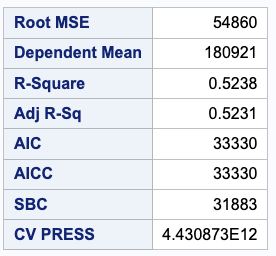 Root MSE 54860
Dependent Mean 180921
R-Square 0.5238
Adj R-Sq 0.5231
AIC 33330
AICC 33330
SBC 31883
CV PRESS 4.430873E12